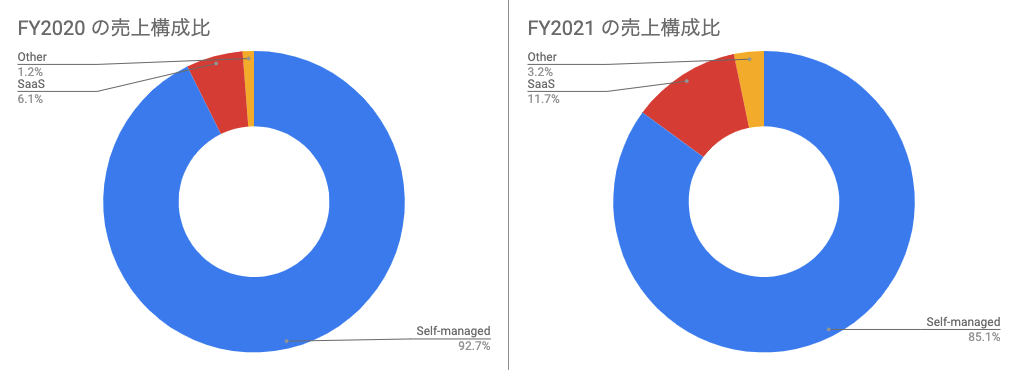 FY2020 の売上構成比
Other
1.2%
SaaS
6.1%
Self-managed
92.7%
FY2021 の売上構成比
Other
3.2%
SaaS
11.7%
Self-managed
85.1%